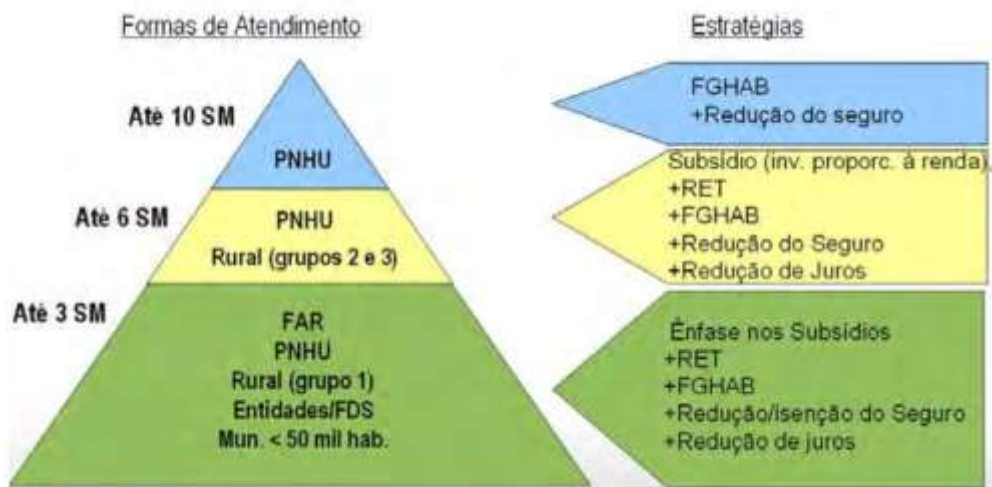 Formas de Atendimento
Estratégias
Até 10 SM
PNHU
FGHAB
+Redução do seguro
Até 6 SM
PNHU
Rural (grupos 2 e 3)
Subsídio (inv. proporc. à renda)
+RET
+FGHAB
+Redução do Seguro
+Redução de Juros
Até 3 SM
FAR
PNHU
Rural (grupo 1)
Entidades/FDS
Mun. < 50 mil hab.
Ênfase nos Subsídios
+RET
+FGHAB
+Redução/isenção do Seguro
+Redução de juros